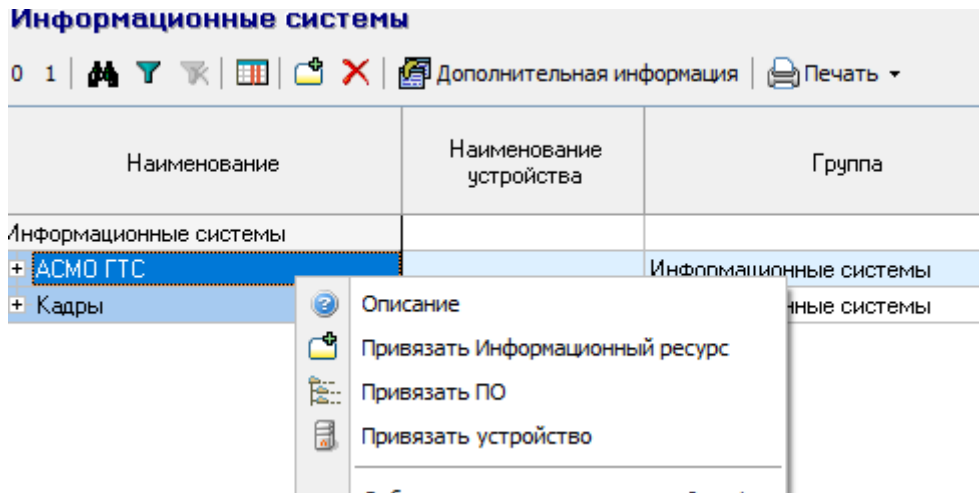 Информационные системы
0 1 Дополнительная информация Печать
Наименование Наименование устройства Группа
Информационные системы
АСМО ГТС Информационные системы
Кадры системы
Описание
Привязать Информационный ресурс
Привязать ПО
Привязать устройство